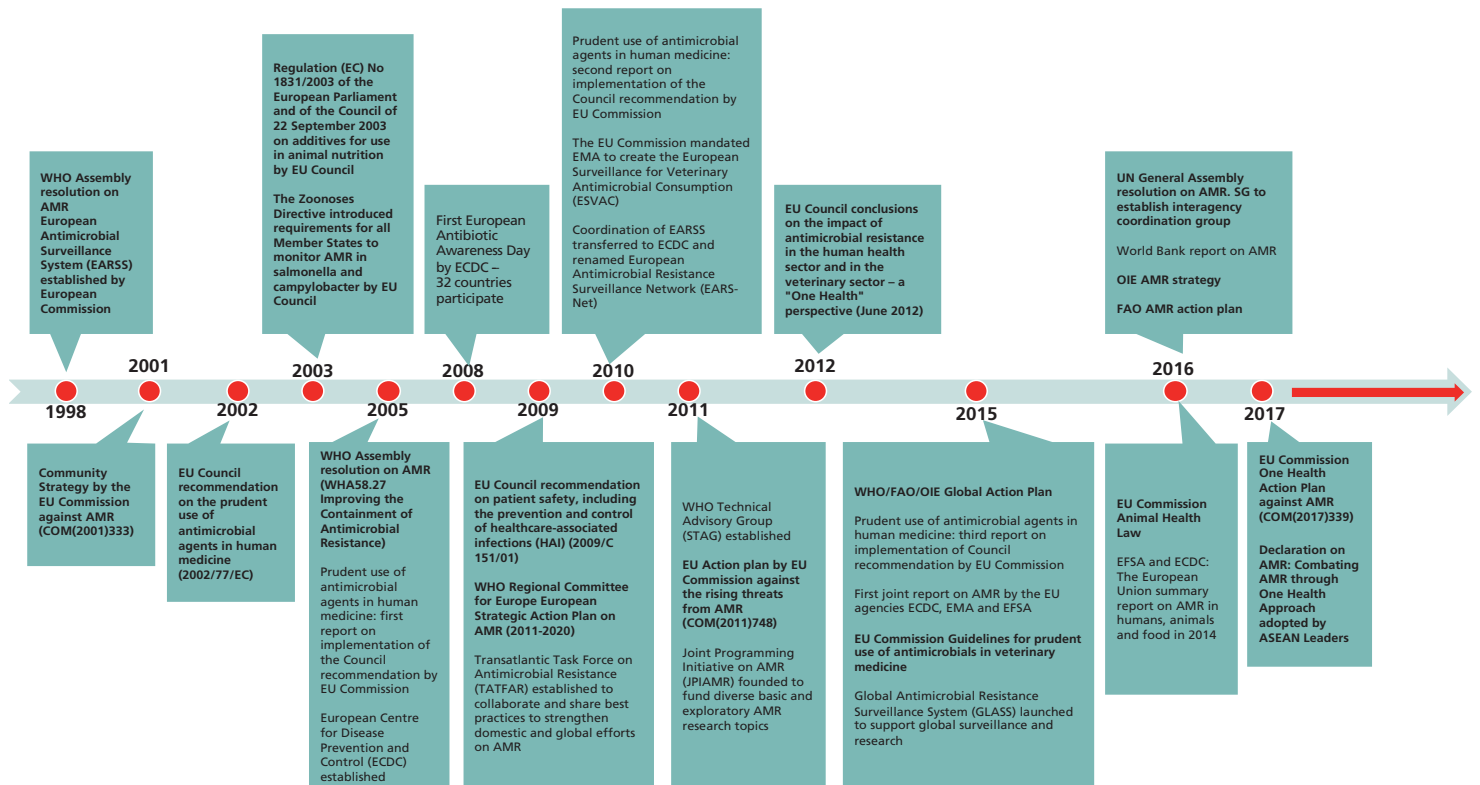 WHO Assembly
resolution on
AMR
European
Antimicrobial
Surveillance
System (EARSS)
established by
European
Commission
1998
2001
Community
Strategy by the
EU Commission
against AMR
(COM(2001)333)
2002
EU Council
recommendation
on the prudent
use of
antimicrobial
agents in human
medicine
(2002/77/EC)
Regulation (EC) No
1831/2003 of the
European Parliament
and of the Council of
22 September 2003
on additives for use
in animal nutrition
by EU Council
The Zoonoses
Directive introduced
requirements for all
Member States to
monitor AMR in
salmonella and
campylobacter by EU
Council
2003
2005
WHO Assembly
resolution on AMR
(WHA58.27
Improving the
Containment of
Antimicrobial
Resistance)
Prudent use of
antimicrobial
agents in human
medicine: first
report on
implementation of
the Council
recommendation by
EU Commission
European Centre
for Disease
Prevention and
Control (ECDC)
established
First European
Antibiotic
Awareness Day
by ECDC –
32 countries
participate
2008
2009
EU Council recommendation
on patient safety, including
the prevention and control
of healthcare-associated
infections (HAI) (2009/C
151/01)
WHO Regional Committee
for Europe European
Strategic Action Plan on
AMR (2011-2020)
Transatlantic Task Force on
Antimicrobial Resistance
(TATFAR) established to
collaborate and share best
practices to strengthen
domestic and global efforts
on AMR
Prudent use of antimicrobial
agents in human medicine:
second report on
implementation of the
Council recommendation by
EU Commission
The EU Commission mandated
EMA to create the European
Surveillance for Veterinary
Antimicrobial Consumption
(ESVAC)
Coordination of EARSS
transferred to ECDC and
renamed European
Antimicrobial Resistance
Surveillance Network (EARS-
Net)
2010
2011
WHO Technical
Advisory Group
(STAG) established
EU Action plan by EU
Commission against
the rising threats
from AMR
(COM(2011)748)
Joint Programming
Initiative on AMR
(JPIAMR) founded to
fund diverse basic and
exploratory AMR
research topics
EU Council conclusions
on the impact of
antimicrobial resistance
in the human health
sector and in the
veterinary sector – a
"One Health"
perspective (June 2012)
2012
2015
WHO/FAO/OIE Global Action Plan
Prudent use of antimicrobial agents in
human medicine: third report on
implementation of Council
recommendation by EU Commission
First joint report on AMR by the EU
agencies ECDC, EMA and EFSA
EU Commission Guidelines for prudent
use of antimicrobials in veterinary
medicine
Global Antimicrobial Resistance
Surveillance System (GLASS) launched
to support global surveillance and
research
UN General Assembly
resolution on AMR. SG to
establish interagency
coordination group
World Bank report on AMR
OIE AMR strategy
FAO AMR action plan
2016
EU Commission
Animal Health
Law
EFSA and ECDC:
The European
Union summary
report on AMR in
humans, animals
and food in 2014
2017
EU Commission
One Health
Action Plan
against AMR
(COM(2017)339)
Declaration on
AMR: Combating
AMR through
One Health
Approach
adopted by
ASEAN Leaders